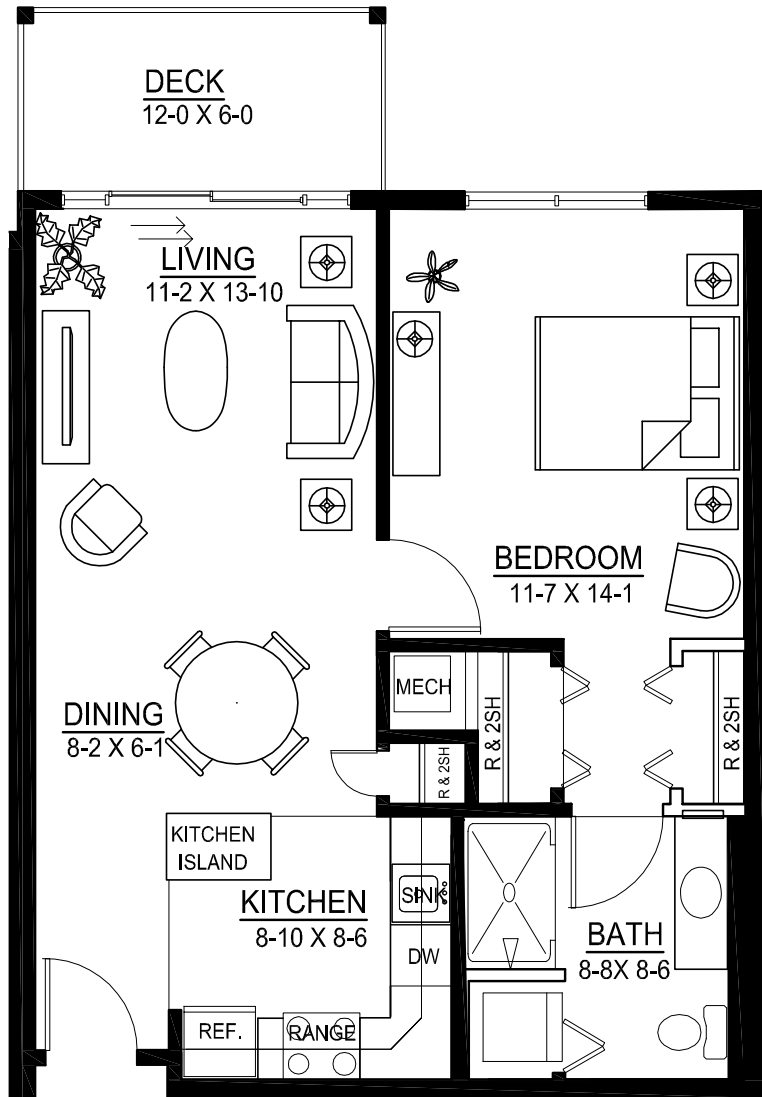 DECK
12-0 X 6-0
LIVING
11-2 X 13-10
BEDROOM
11-7 X 14-1
MECH
R & 2SH
R & 2SH
DINING
8-2 X 6-1
R & 2SH
KITCHEN
ISLAND
KITCHEN
8-10 X 8-6
SINK
DW
BATH
8-8X 8-6
REF.
RANGE